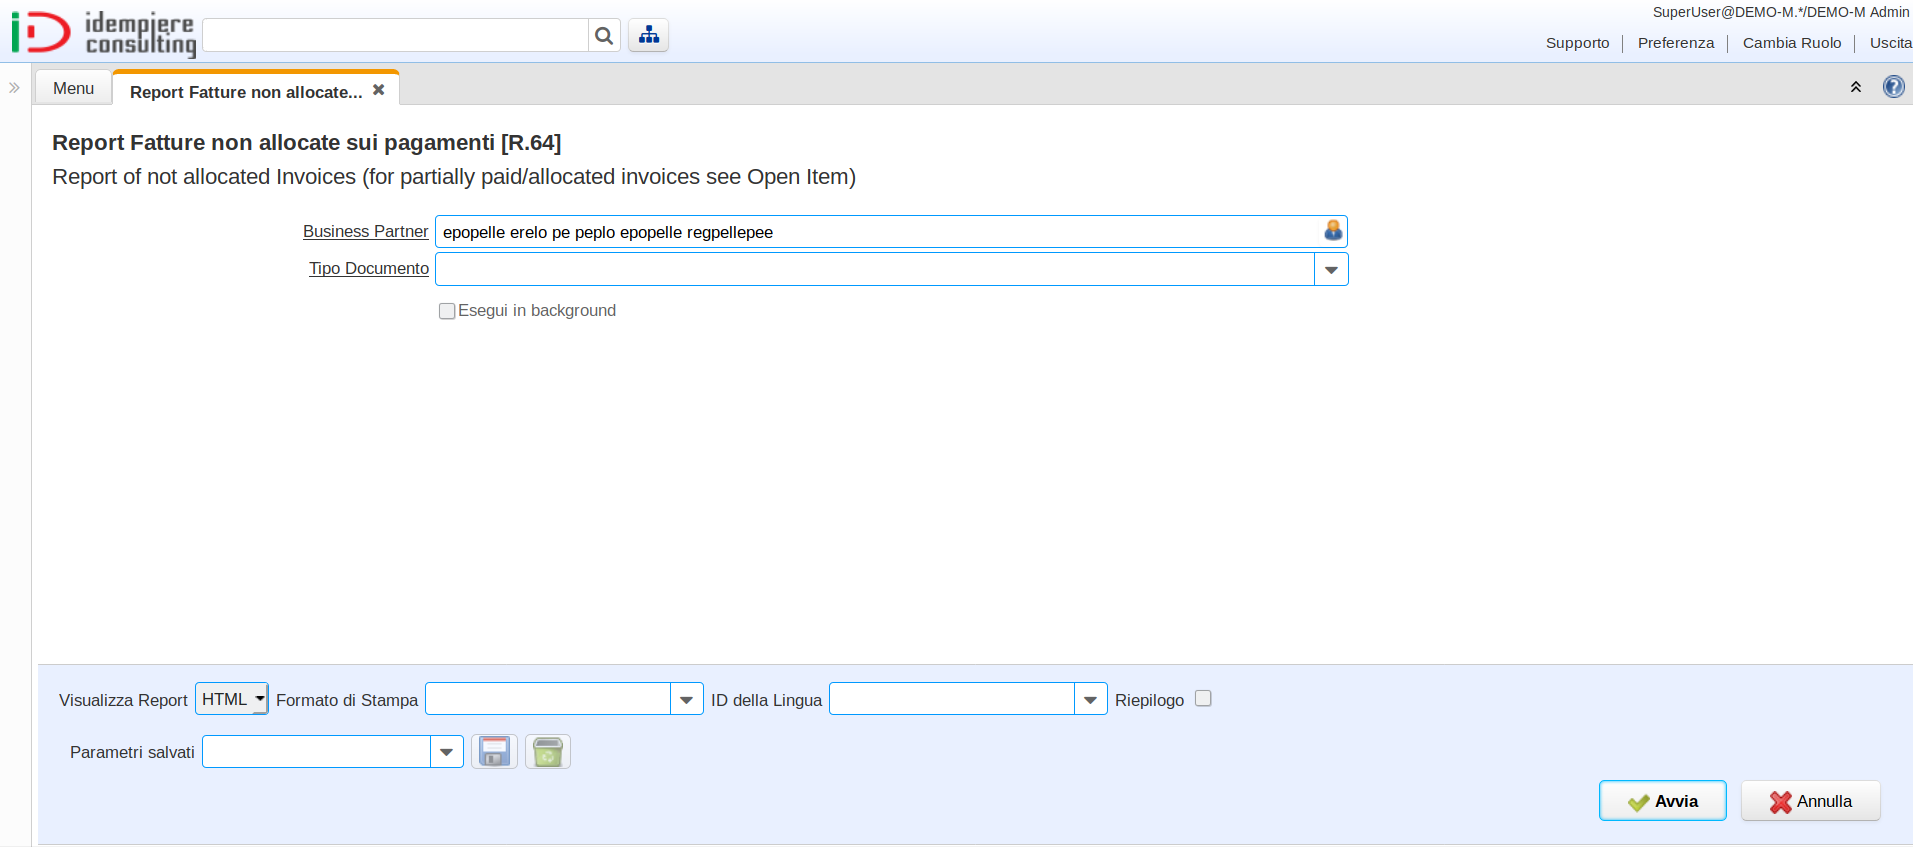 idempiere
consulting
SuperUser@DEMO-M.*/DEMO-M Admin
Supporto
Preferenza
Cambia Ruolo
Uscita
Menu
Report Fatture non allocate...
Report Fatture non allocate sui pagamenti [R.64]
Report of not allocated Invoices (for partially paid/allocated invoices see Open Item)
Business Partner epopelle erelo pe peplo epopelle regpellepee
Tipo Documento
Esegui in background
Visualizza Report HTML Formato di Stampa ID della Lingua Riepilogo
Parametri salvati
Avvia Annulla